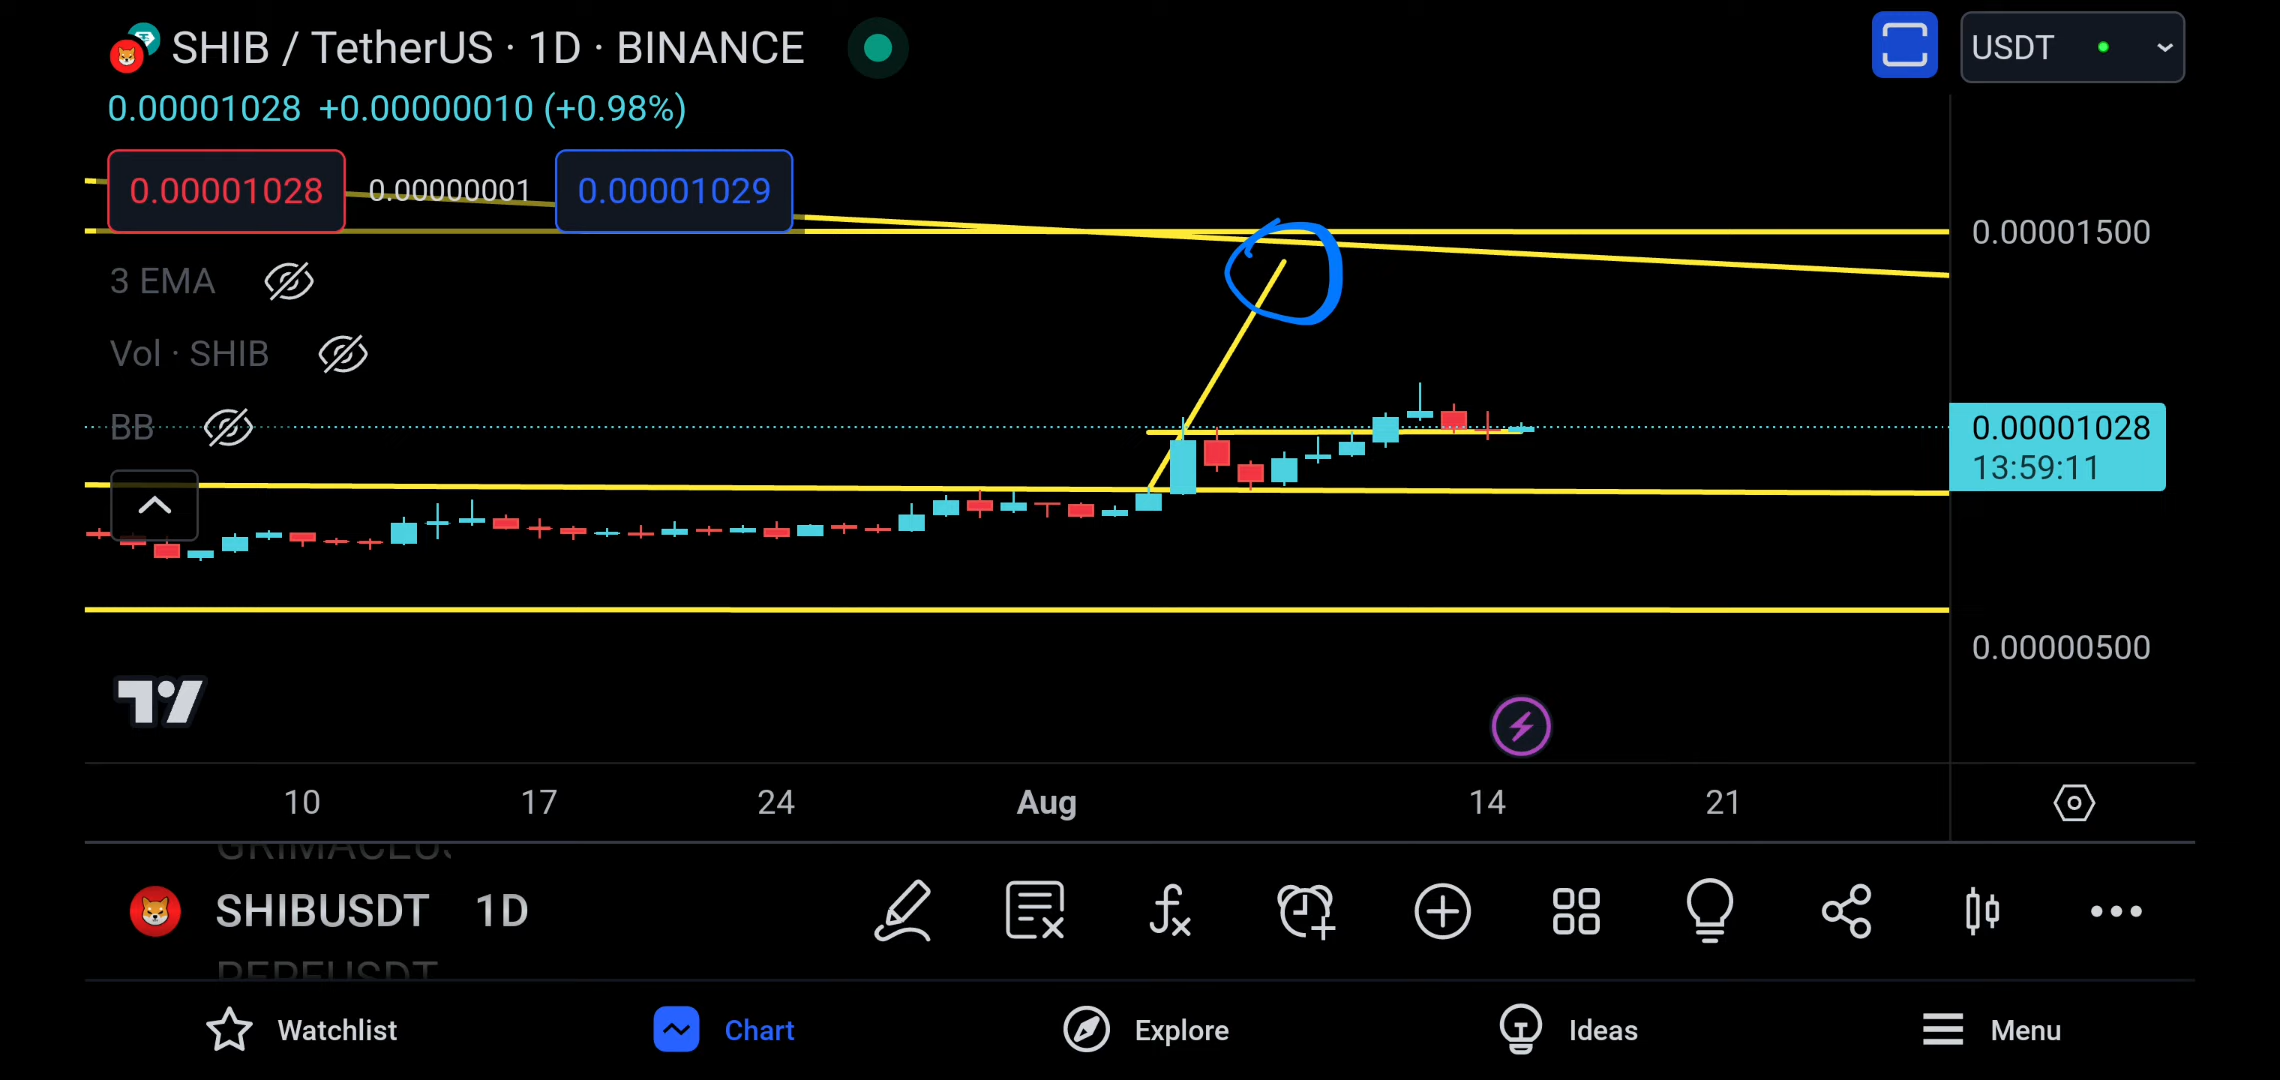 SHIB / TetherUS · 1D · BINANCE
USDT
0.00001028 +0.00000010 (+0.98%)
0.00001028 0.00000001 0.00001029
0.00001500
3 EMA
Vol · SHIB
BB
0.00001028
13:59:11
0.00000500
10 17 24 Aug 14 21
SHIBUSDT 1D
Watchlist Chart Explore Ideas Menu